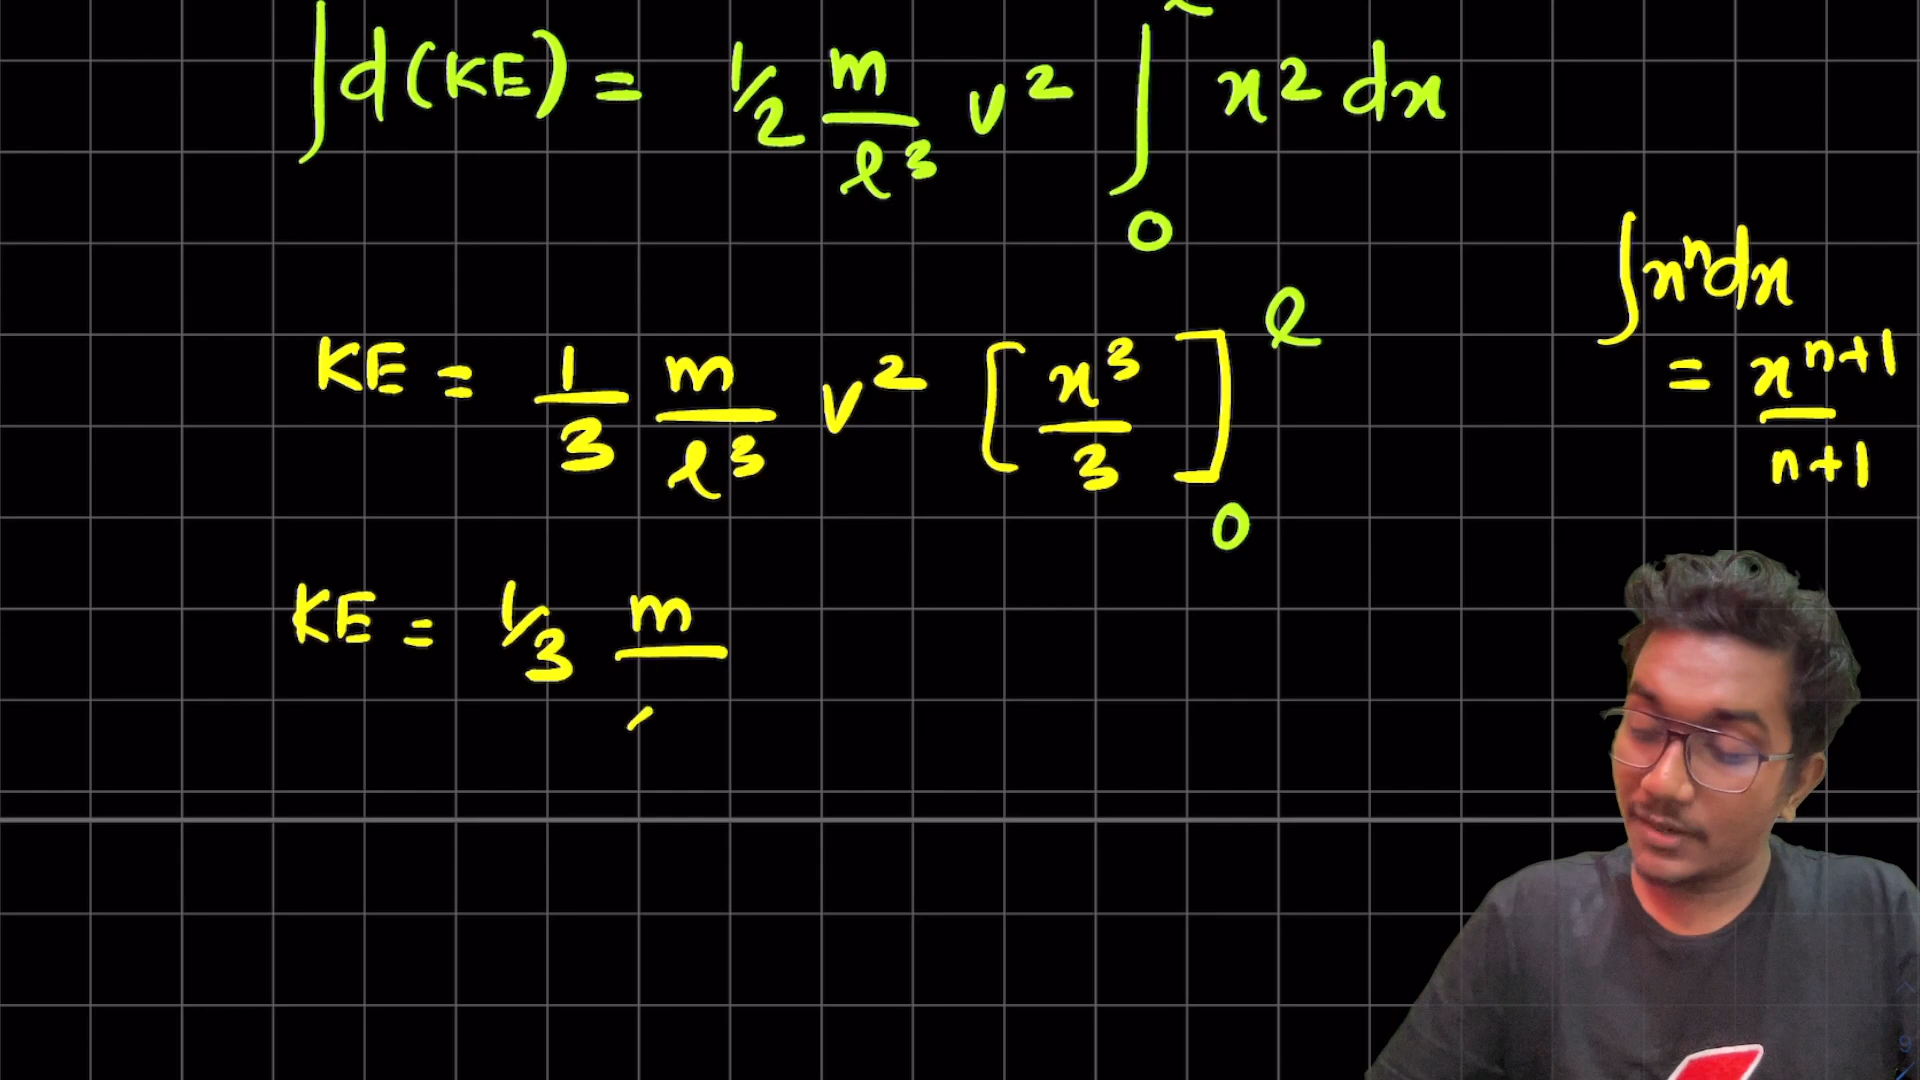 ∫d(KE) = 1/2 m/l³ v² ∫₀ x² dx
∫xⁿdx
= xⁿ⁺¹/n+1
KE = 1/3 m/l³ v² [x³/3]₀ˡ
KE = 1/3 m
9